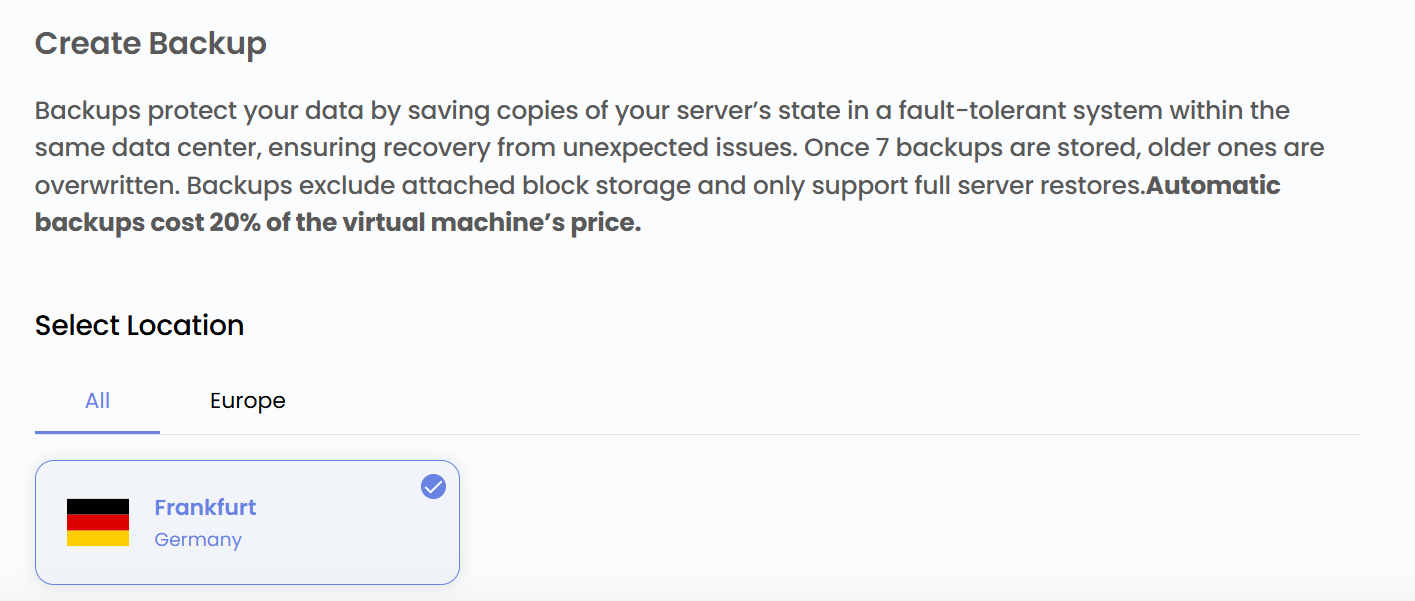 Create Backup
Backups protect your data by saving copies of your server’s state in a fault-tolerant system within the
same data center, ensuring recovery from unexpected issues. Once 7 backups are stored, older ones are
overwritten. Backups exclude attached block storage and only support full server restores.Automatic
backups cost 20% of the virtual machine’s price.
Select Location
All Europe
Frankfurt
Germany